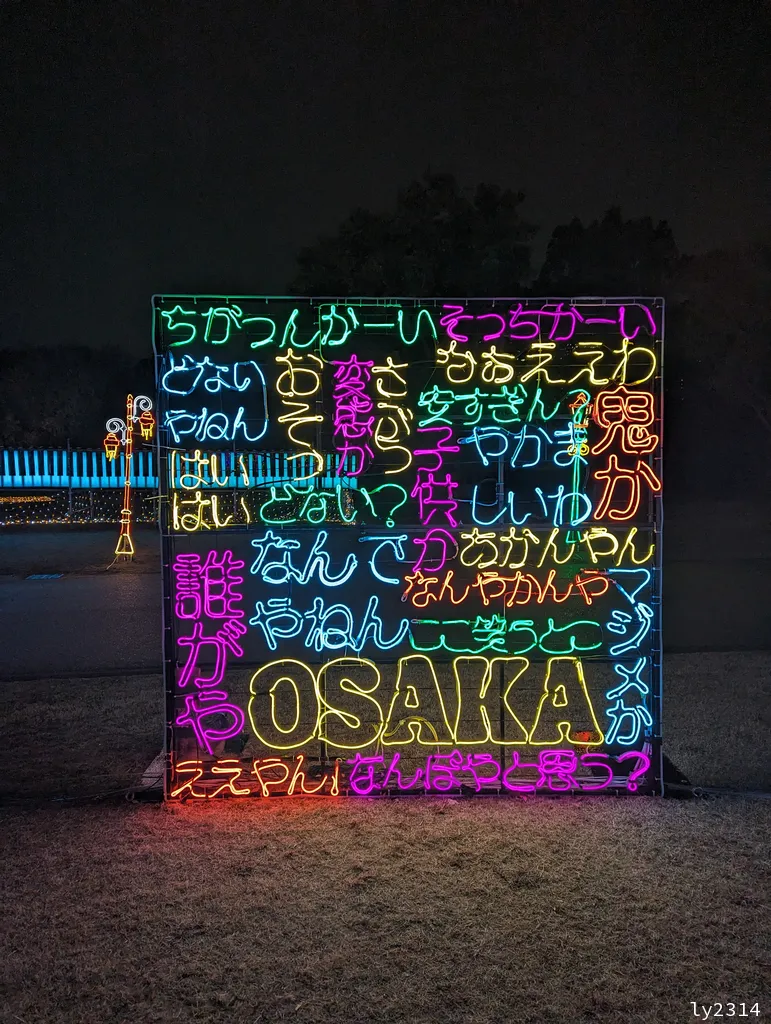 ちがうんかーい
そっちかーい
どない
やねん
おそっ
変態か
さぶっ
もおええわ
安すぎん!
鬼か
はい
はい
どない?
子供か
やかま
しいわ
なんで
やねん
あかんやん
なんやかんや
誰がや
ここ笑うとこ
マジメか
OSAKA
ええやん!
なんぼやと思う?
ly2314